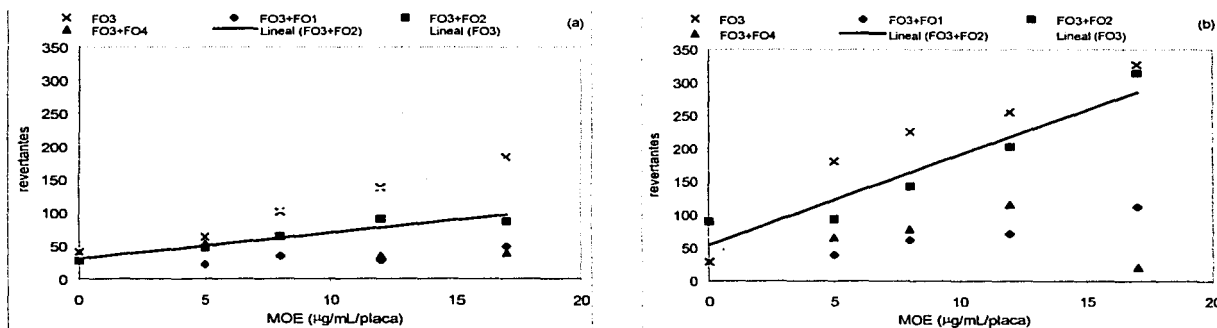 FO3 FO3+FO1 FO3+FO2 (a)
FO3+FO4 Lineal (FO3+FO2) Lineal (FO3)
350
300
250
200
150
100
50
0
revertantes
0 5 10 15 20
MOE (µg/mL/placa)
FO3 FO3+FO1 FO3+FO2 (b)
FO3+FO4 Lineal (FO3+FO2) Lineal (FO3)
350
300
250
200
150
100
50
0
revertantes
0 5 10 15 20
MOE (µg/mL/placa)